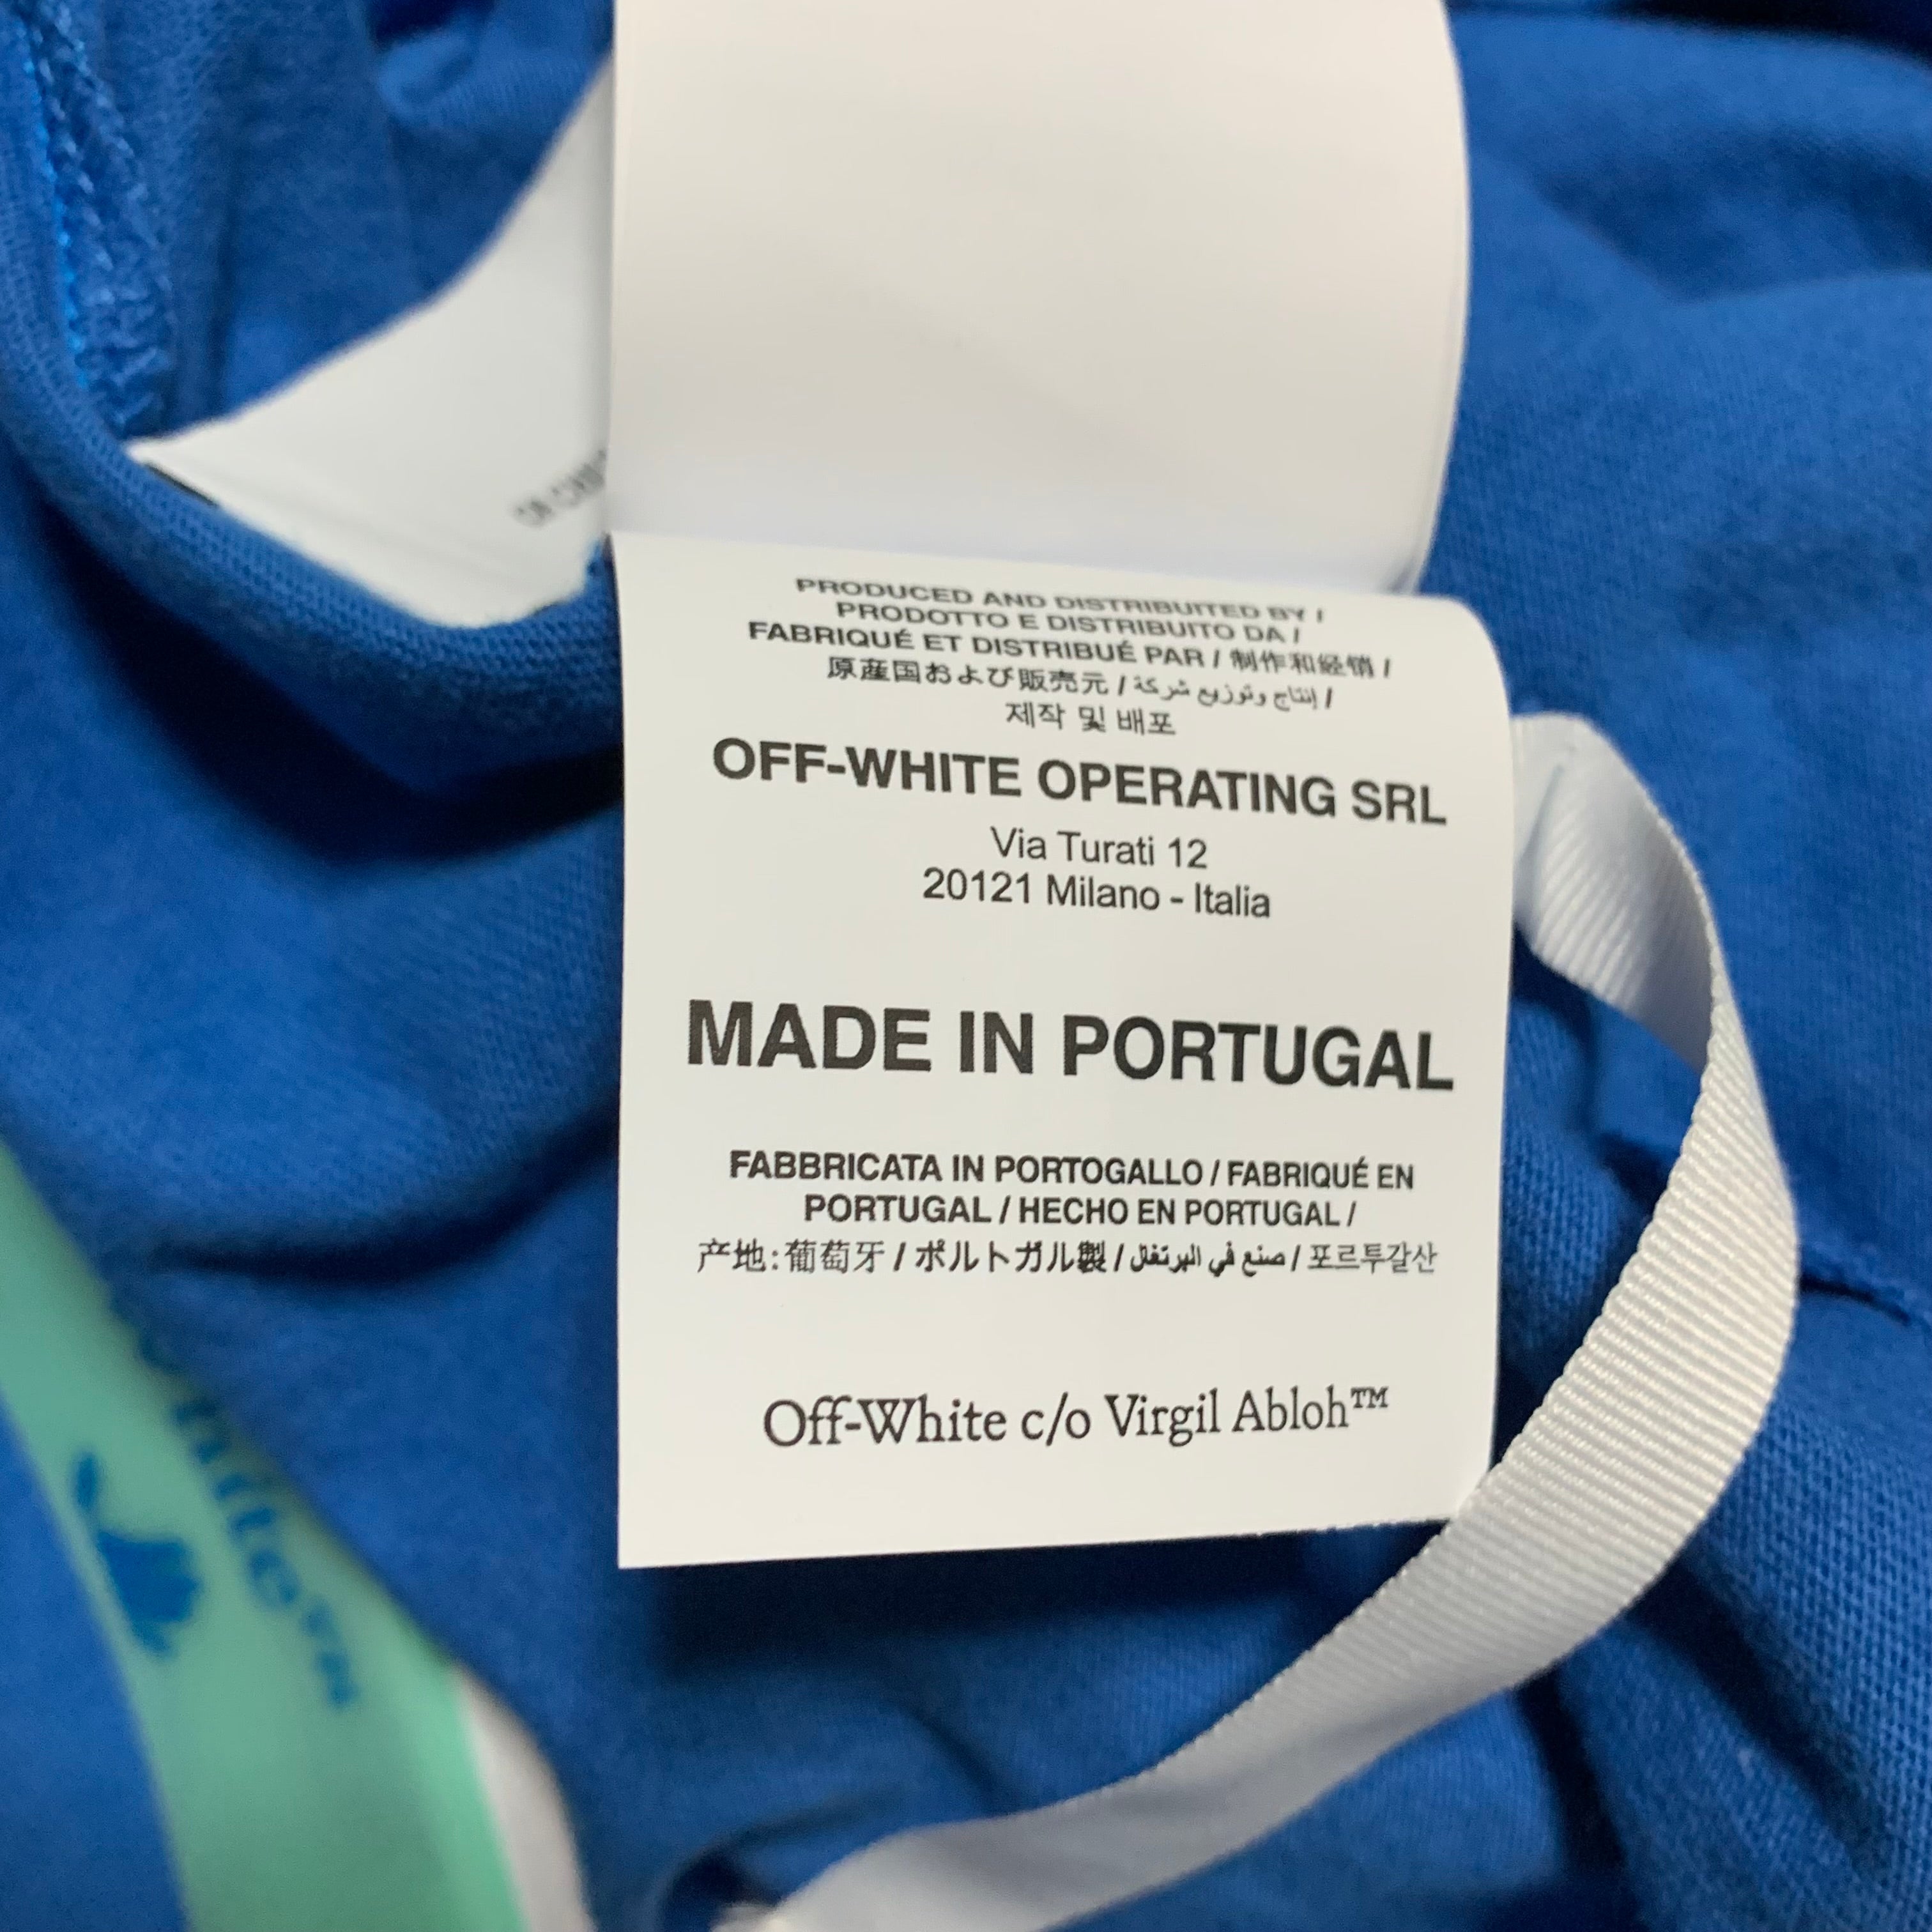 PRODUCED AND DISTRIBUITED BY /
PRODOTTO E DISTRIBUITO DA /
FABRIQUÉ ET DISTRIBUÉ PAR / 制作和经销 /
原産国および販売元 / إنتاج وتوزيع شركة /
제작 및 배포
OFF-WHITE OPERATING SRL
Via Turati 12
20121 Milano - Italia
MADE IN PORTUGAL
FABBRICATA IN PORTOGALLO / FABRIQUÉ EN
PORTUGAL / HECHO EN PORTUGAL /
产地:葡萄牙 / ポルトガル製 / صنع في البرتغال / 포르투갈산
Off-White c/o Virgil Abloh™